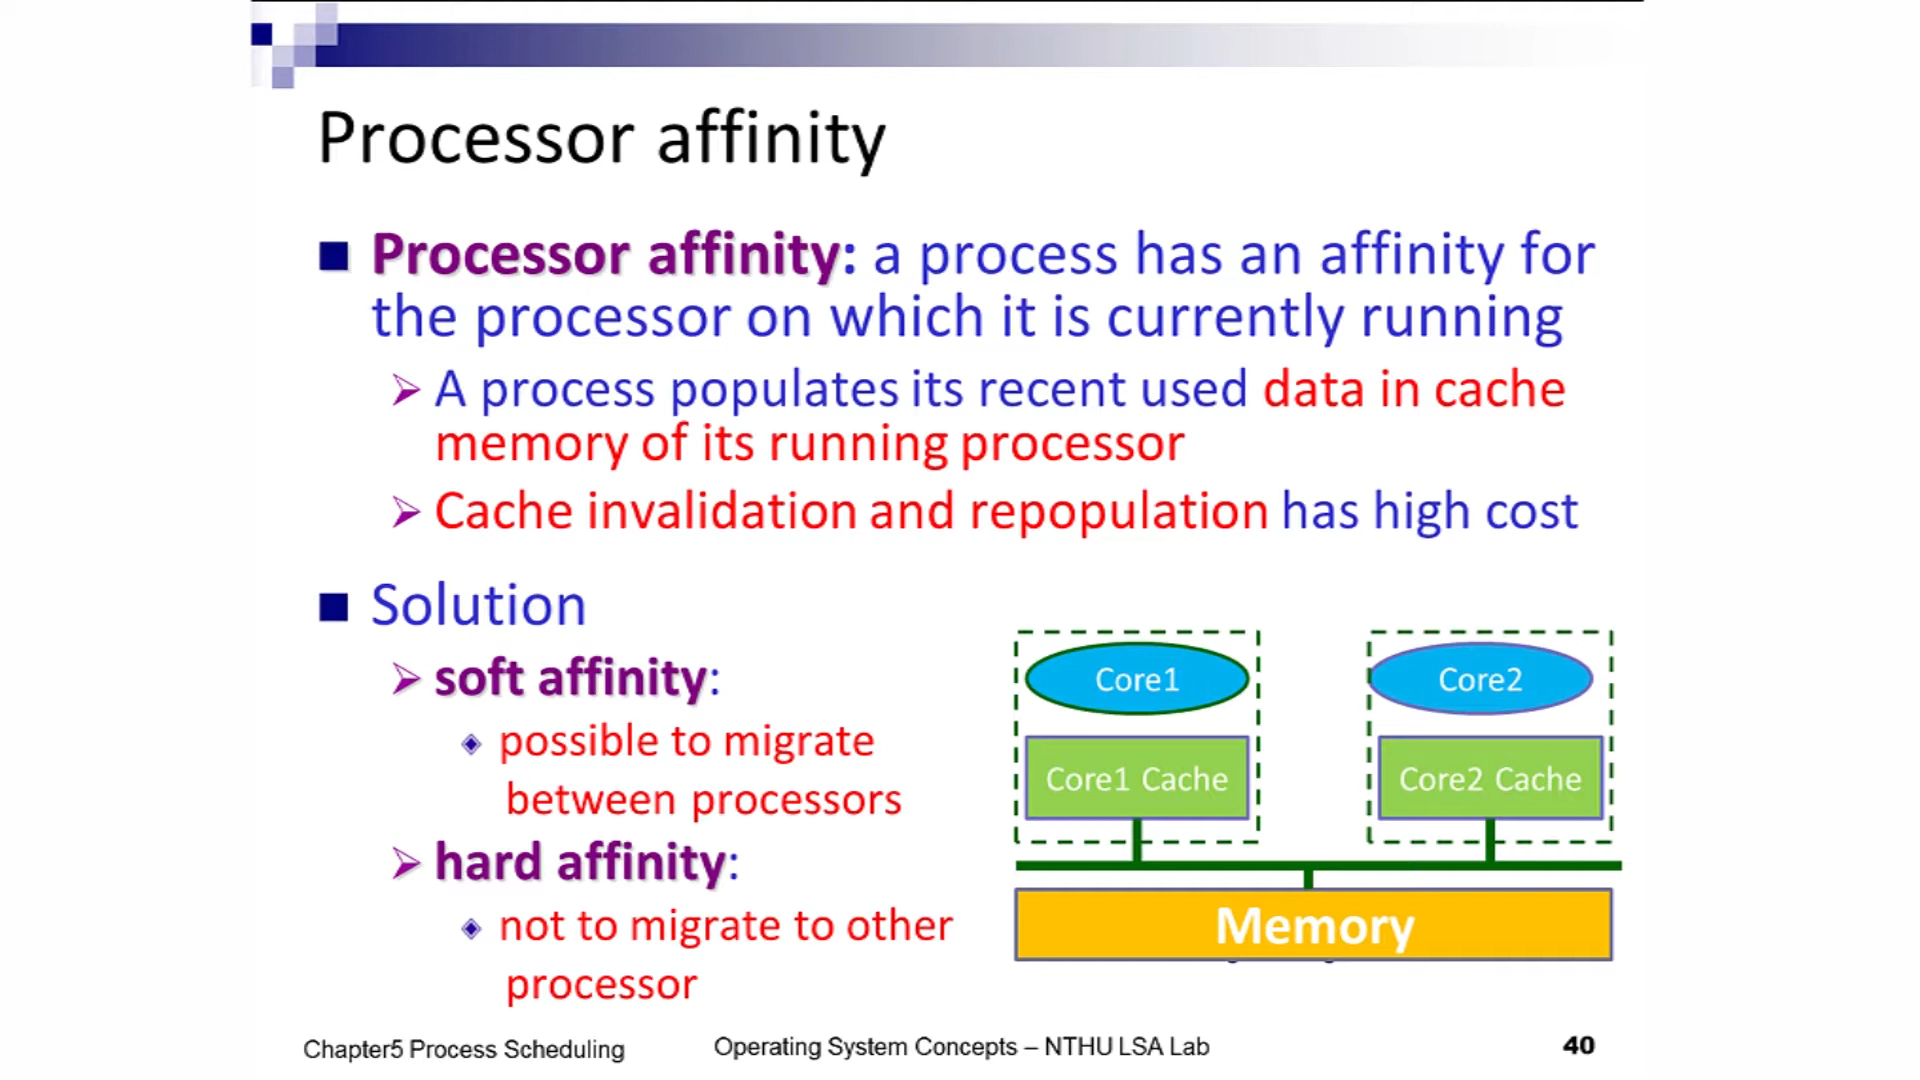 Processor affinity
Processor affinity: a process has an affinity for
the processor on which it is currently running
A process populates its recent used data in cache
memory of its running processor
Cache invalidation and repopulation has high cost
Solution
soft affinity:
possible to migrate
between processors
hard affinity:
not to migrate to other
processor
Core1
Core2
Core1 Cache
Core2 Cache
Memory
Chapter5 Process Scheduling
Operating System Concepts – NTHU LSA Lab
40